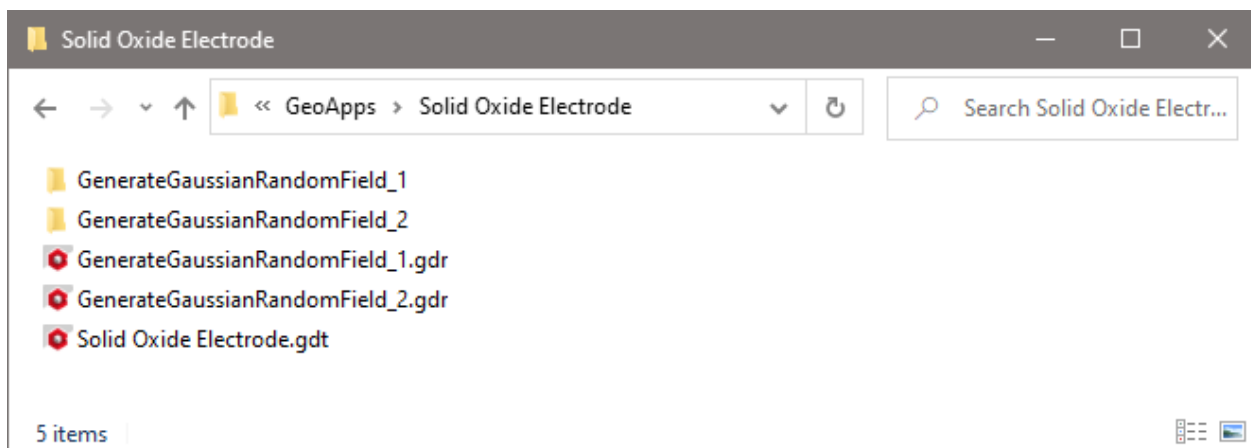 Solid Oxide Electrode
« GeoApps › Solid Oxide Electrode
Search Solid Oxide Electr...
GenerateGaussianRandomField_1
GenerateGaussianRandomField_2
GenerateGaussianRandomField_1.gdr
GenerateGaussianRandomField_2.gdr
Solid Oxide Electrode.gdt
5 items